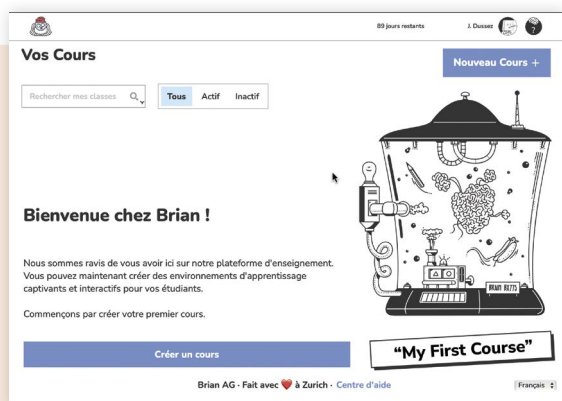 89 jours restants
J. Dussez
?
Vos Cours
Nouveau Cours +
Rechercher mes classes
Tous Actif Inactif
Bienvenue chez Brian !
Nous sommes ravis de vous avoir ici sur notre plateforme d'enseignement.
Vous pouvez maintenant créer des environnements d'apprentissage
captivants et interactifs pour vos étudiants.
Commençons par créer votre premier cours.
Créer un cours
“My First Course”
Brian AG · Fait avec ❤️ à Zurich · Centre d'aide
Français